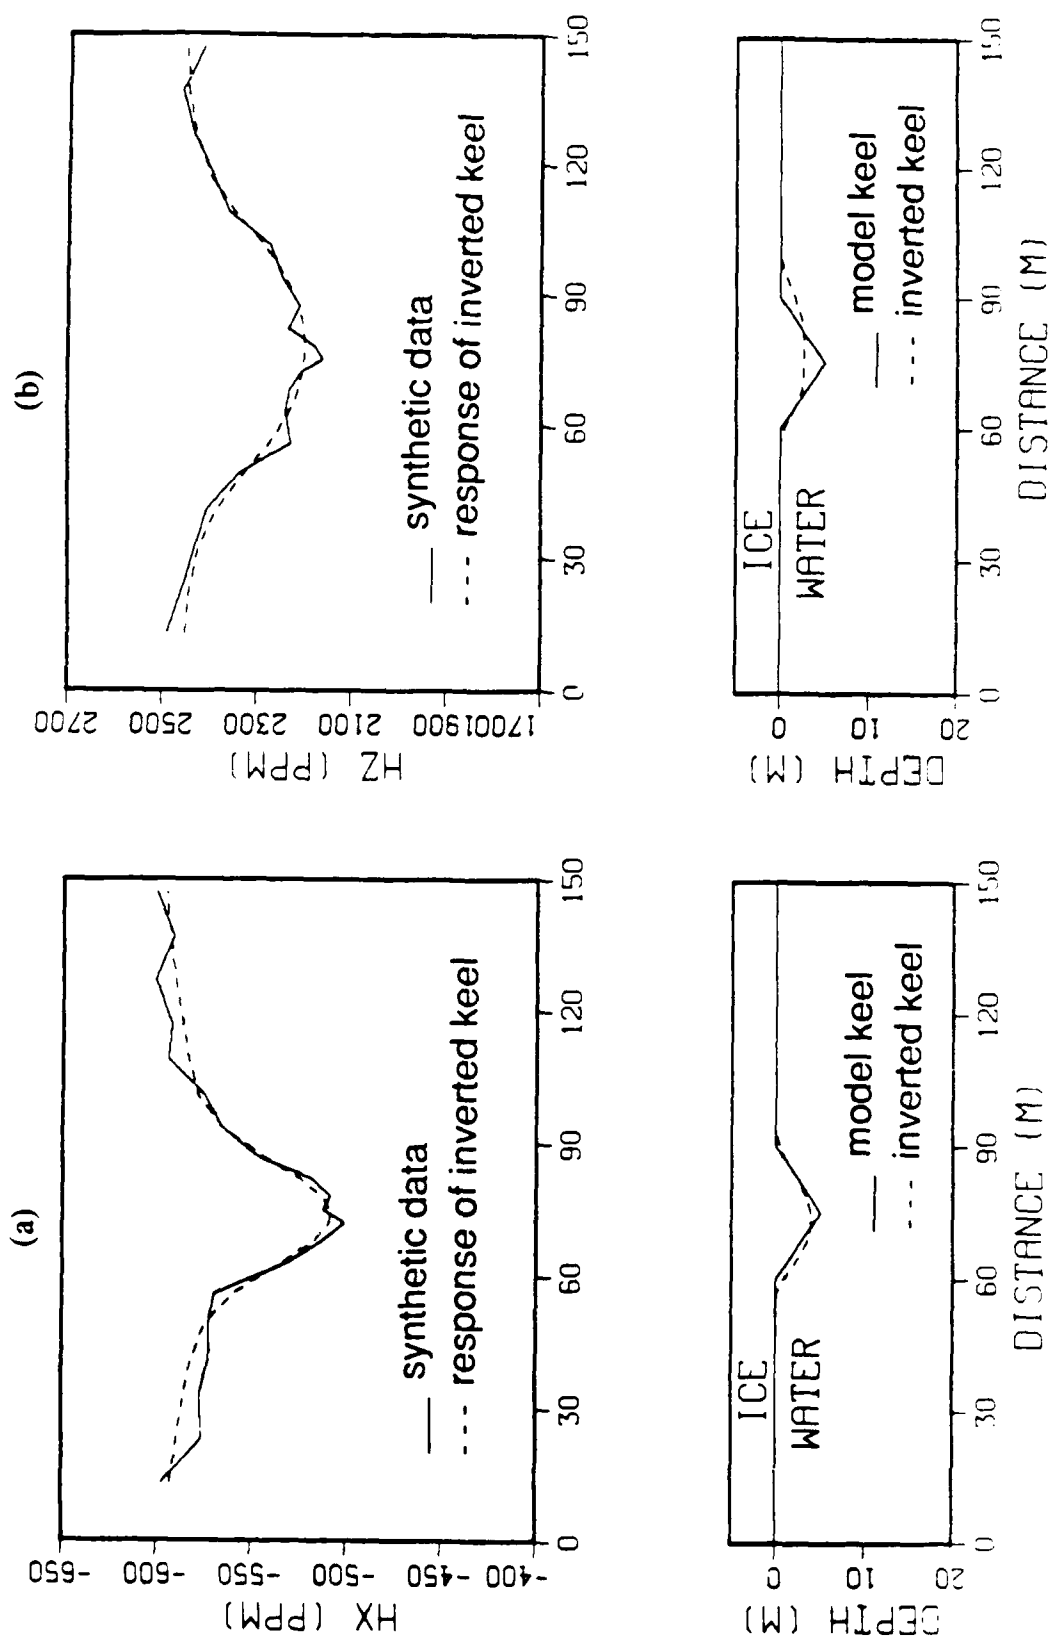 (a)
HX (PPM)
-650
-600
-550
-500
-450
-400
0
30
60
90
120
150
synthetic data
response of inverted keel
DEPTH (M)
0
10
20
ICE
WATER
model keel
inverted keel
0
30
60
90
120
150
DISTANCE (M)
(b)
HZ (PPM)
2700
2500
2300
2100
1900
1700
0
30
60
90
120
150
synthetic data
response of inverted keel
DEPTH (M)
0
10
20
ICE
WATER
model keel
inverted keel
0
30
60
90
120
150
DISTANCE (M)